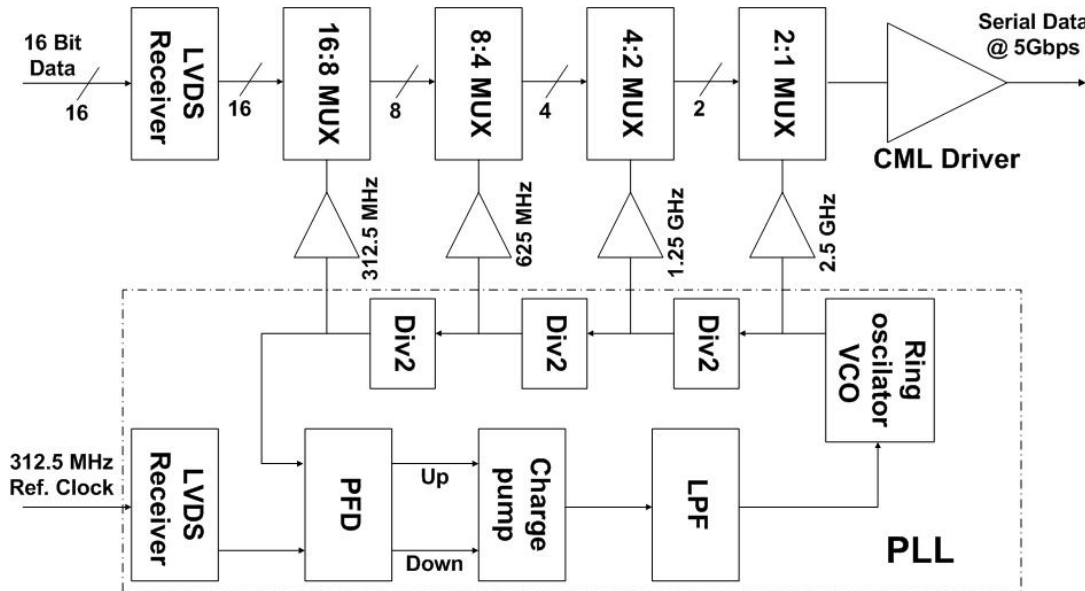 16 Bit
Data
16
LVDS
Receiver
16
16:8 MUX
8
8:4 MUX
4
4:2 MUX
2
2:1 MUX
CML Driver
Serial Data
@ 5Gbps
312.5 MHz
625 MHz
1.25 GHz
2.5 GHz
Div2
Div2
Div2
Ring
oscilator
VCO
312.5 MHz
Ref. Clock
LVDS
Receiver
PFD
Up
Down
Charge
pump
LPF
PLL